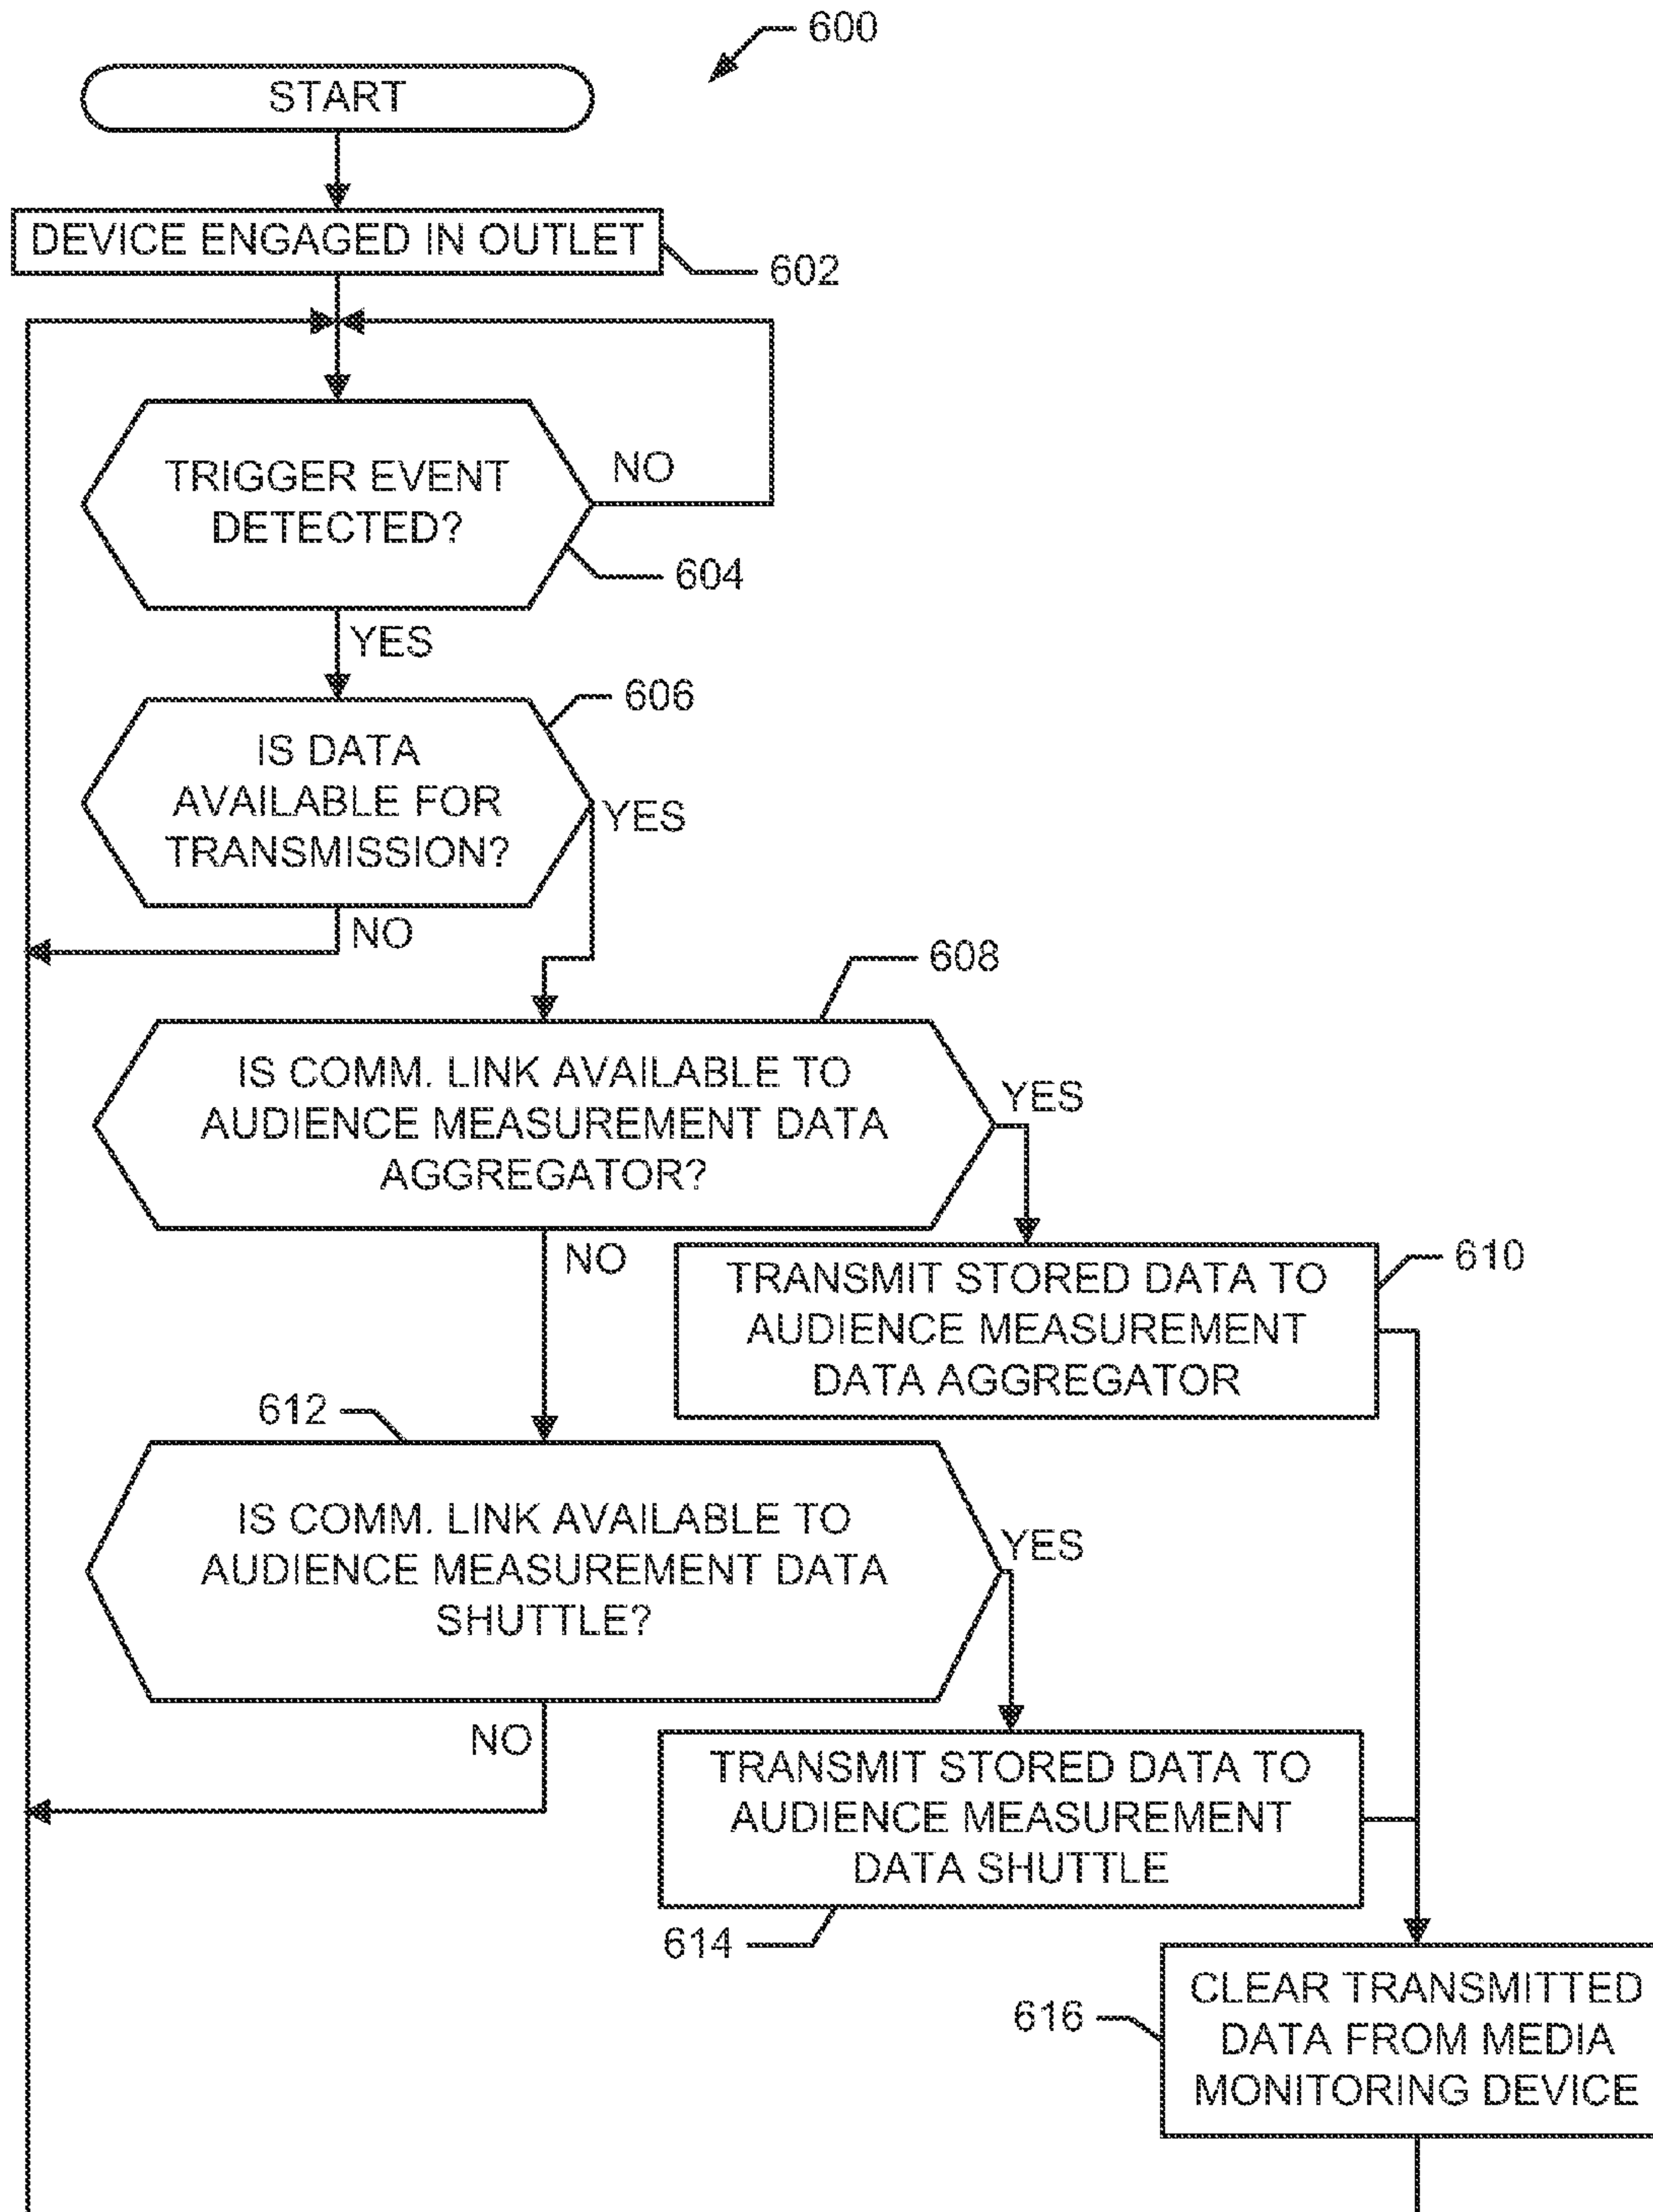 600
START
DEVICE ENGAGED IN OUTLET
602
TRIGGER EVENT
DETECTED?
NO
604
YES
606
IS DATA
AVAILABLE FOR
TRANSMISSION?
YES
NO
608
IS COMM. LINK AVAILABLE TO
AUDIENCE MEASUREMENT DATA
AGGREGATOR?
YES
NO
610
TRANSMIT STORED DATA TO
AUDIENCE MEASUREMENT
DATA AGGREGATOR
612
IS COMM. LINK AVAILABLE TO
AUDIENCE MEASUREMENT DATA
SHUTTLE?
YES
NO
TRANSMIT STORED DATA TO
AUDIENCE MEASUREMENT
DATA SHUTTLE
614
616
CLEAR TRANSMITTED
DATA FROM MEDIA
MONITORING DEVICE